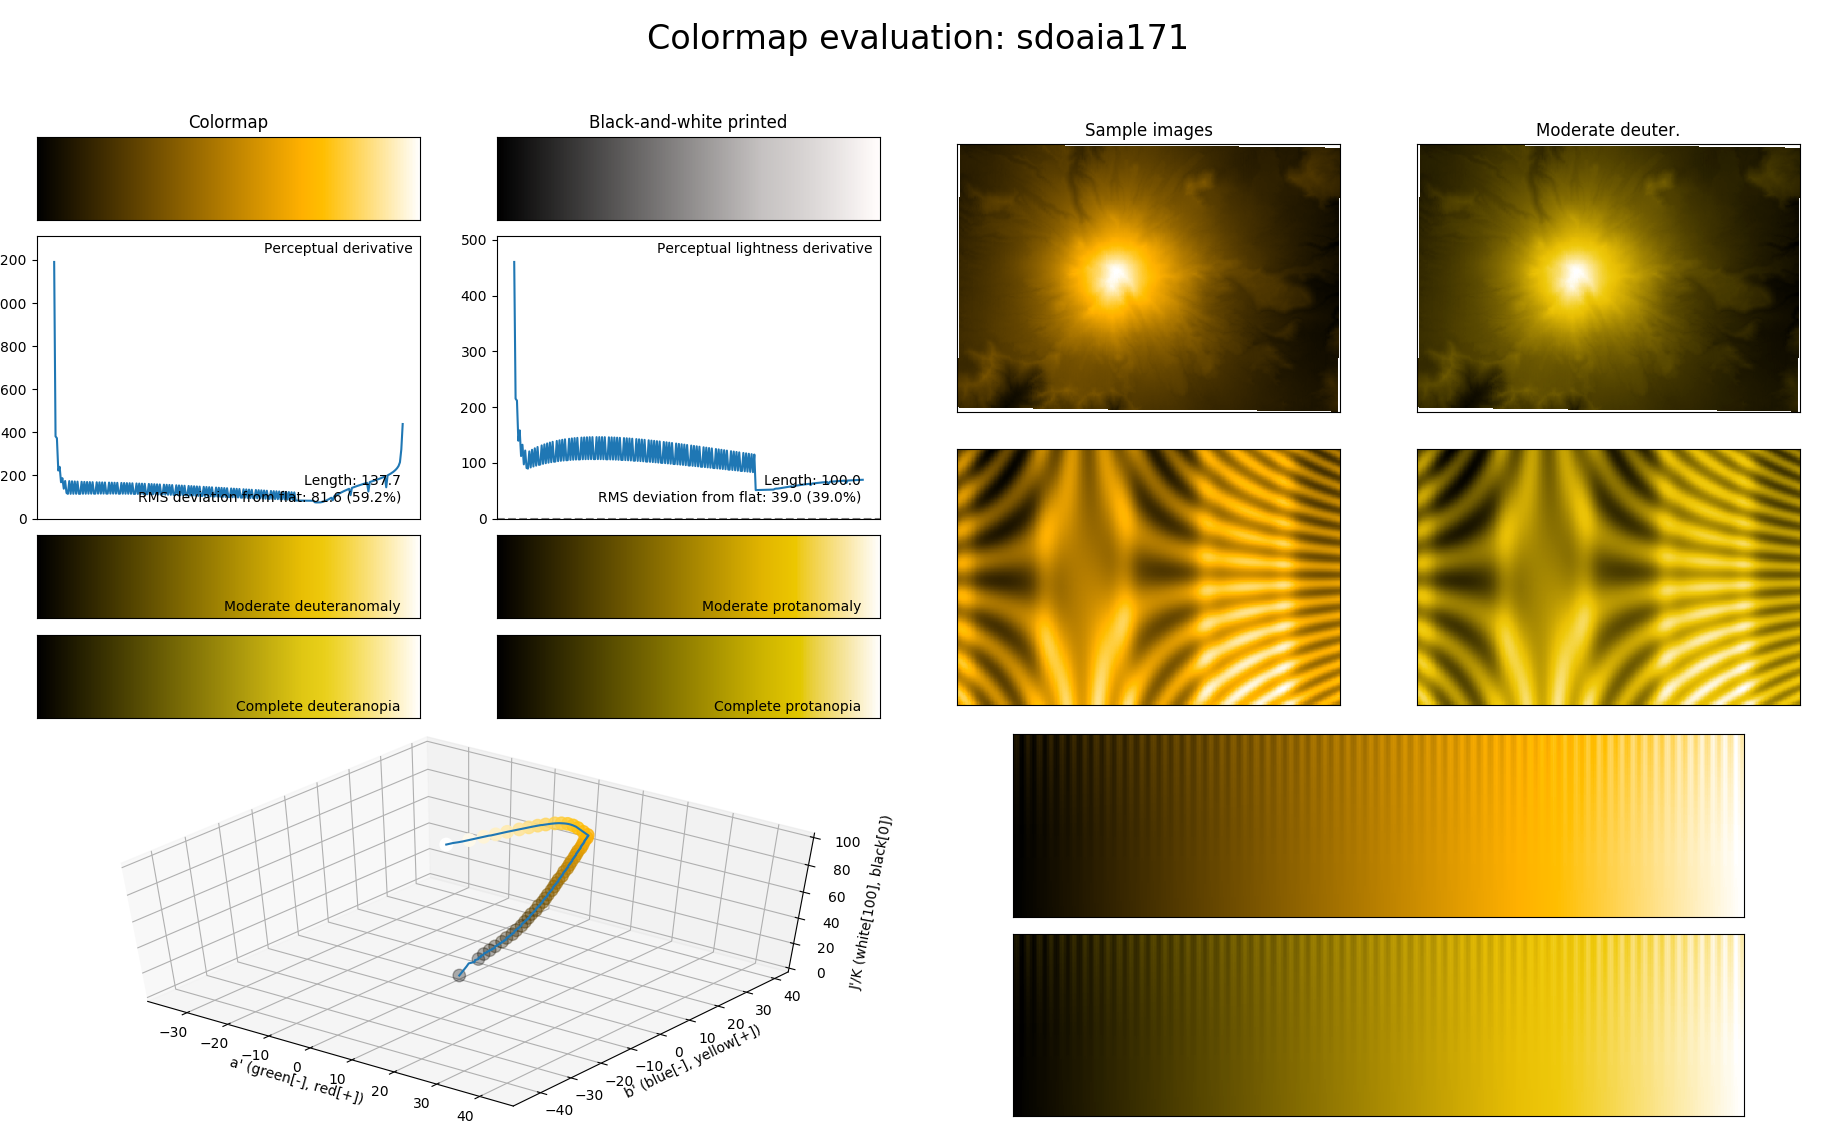 Colormap evaluation: sdoaia171
Colormap
Black-and-white printed
Sample images
Moderate deuter.
Perceptual derivative
200
000
800
600
400
200
0
Length: 137.7
RMS deviation from flat: 81.6 (59.2%)
Perceptual lightness derivative
500
400
300
200
100
0
Length: 100.0
RMS deviation from flat: 39.0 (39.0%)
Moderate deuteranomaly
Moderate protanomaly
Complete deuteranopia
Complete protanopia
−30
−20
−10
0
10
20
30
40
a' (green[-], red[+])
−40
−30
−20
−10
0
10
20
30
40
b' (blue[-], yellow[+])
0
20
40
60
80
100
J'/K (white[100], black[0])